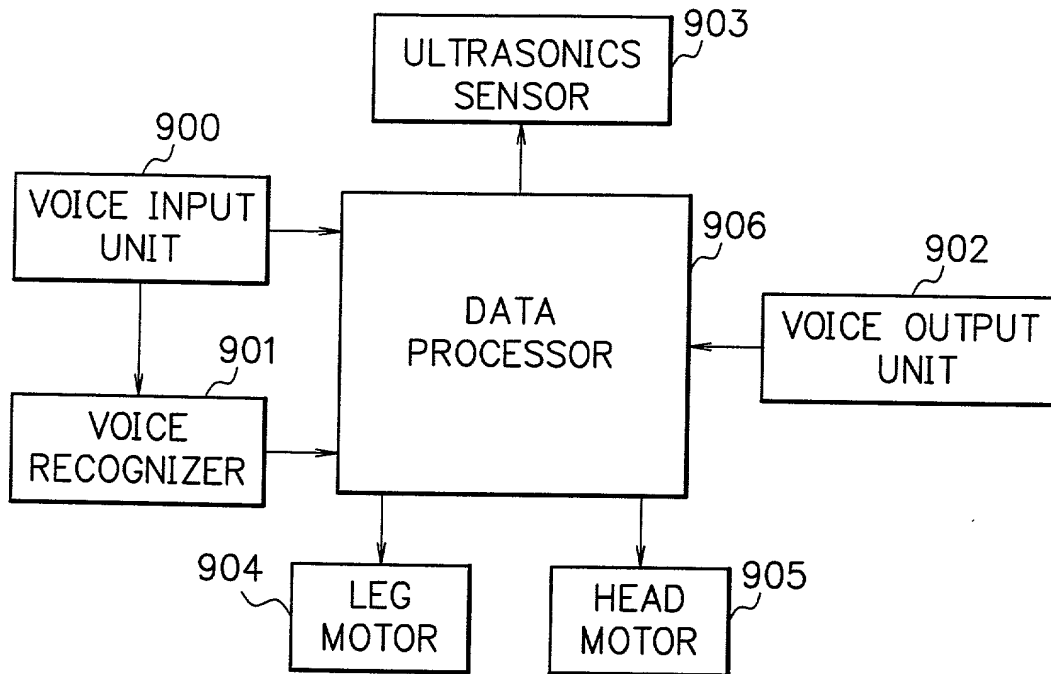 903
ULTRASONICS
SENSOR
900
VOICE INPUT
UNIT
906
902
DATA
PROCESSOR
VOICE OUTPUT
UNIT
901
VOICE
RECOGNIZER
904
LEG
MOTOR
905
HEAD
MOTOR